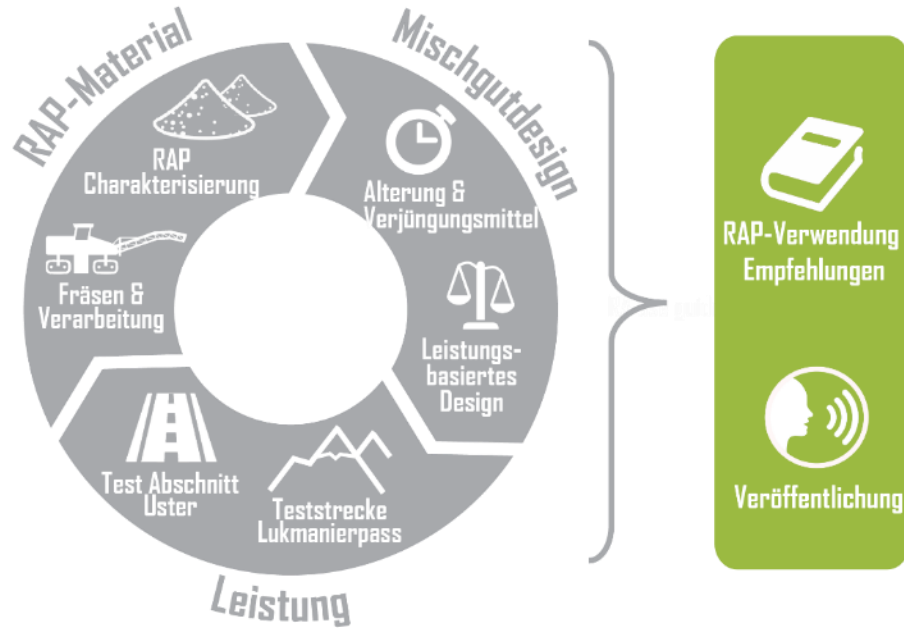 RAP-Material
RAP
Charakterisierung
Fräsen &
Verarbeitung
Mischgutdesign
Alterung &
Verjüngungsmittel
Leistungs-
basiertes
Design
Test Abschnitt
Uster
Teststrecke
Lukmanierpass
Leistung
RAP-Verwendung
Empfehlungen
Veröffentlichung